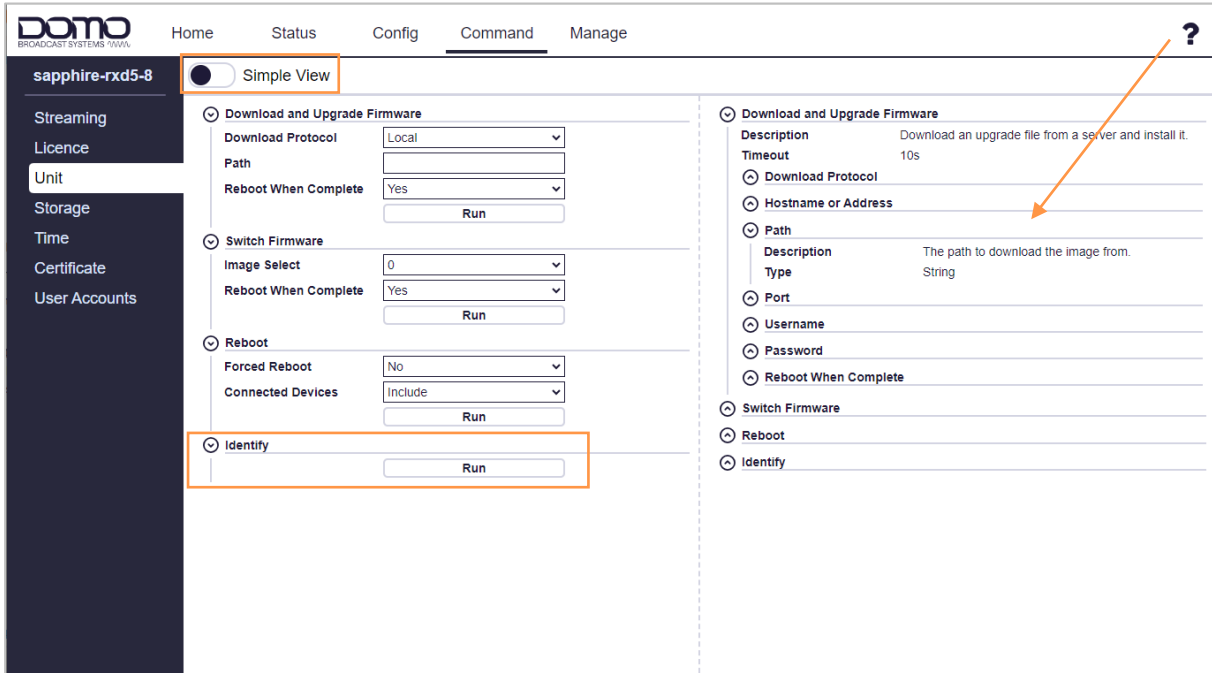 DOMO
BROADCAST SYSTEMS
Home Status Config Command Manage
?
sapphire-rxd5-8
Simple View
Streaming
Licence
Unit
Storage
Time
Certificate
User Accounts
Download and Upgrade Firmware
Download Protocol Local
Path
Reboot When Complete Yes
Run
Switch Firmware
Image Select 0
Reboot When Complete Yes
Run
Reboot
Forced Reboot No
Connected Devices Include
Run
Identify
Run
Download and Upgrade Firmware
Description Download an upgrade file from a server and install it.
Timeout 10s
Download Protocol
Hostname or Address
Path
Description The path to download the image from.
Type String
Port
Username
Password
Reboot When Complete
Switch Firmware
Reboot
Identify